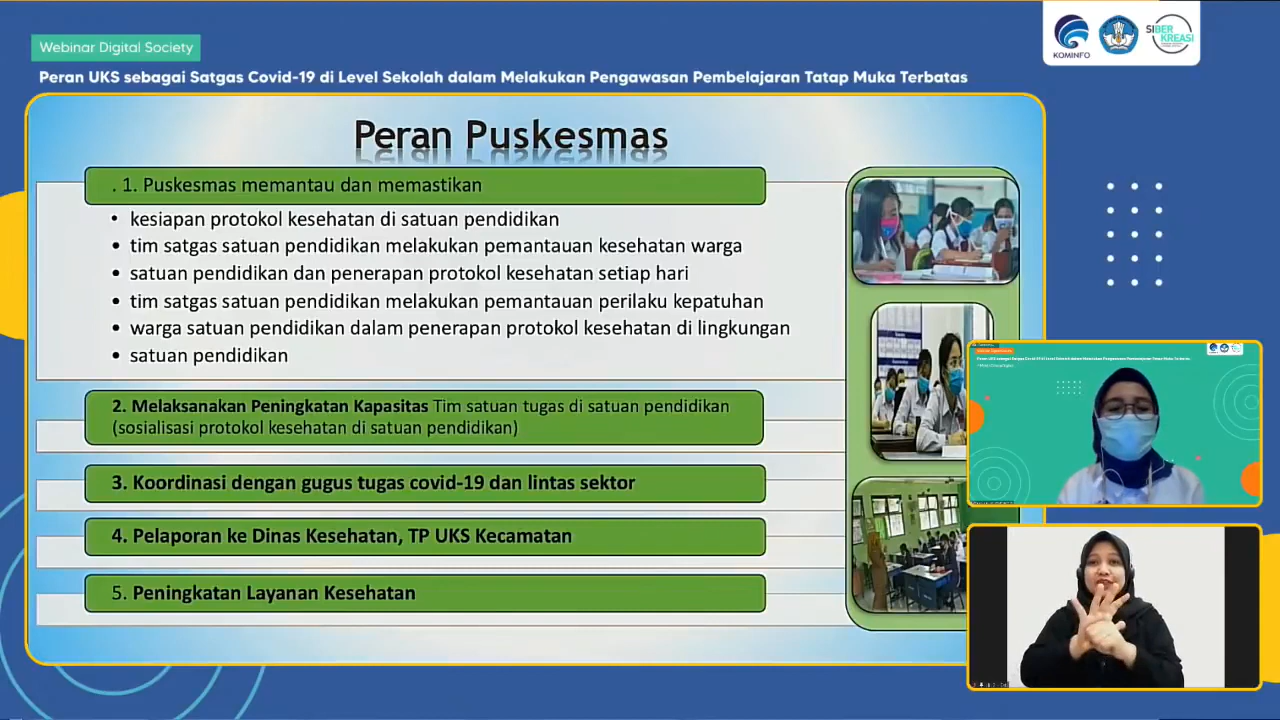 Webinar Digital Society
Peran UKS sebagai Satgas Covid-19 di Level Sekolah dalam Melakukan Pengawasan Pembelajaran Tatap Muka Terbatas
KOMINFO
SIBER
KREASI
Peran Puskesmas
. 1. Puskesmas memantau dan memastikan
• kesiapan protokol kesehatan di satuan pendidikan
• tim satgas satuan pendidikan melakukan pemantauan kesehatan warga
• satuan pendidikan dan penerapan protokol kesehatan setiap hari
• tim satgas satuan pendidikan melakukan pemantauan perilaku kepatuhan
• warga satuan pendidikan dalam penerapan protokol kesehatan di lingkungan
• satuan pendidikan
2. Melaksanakan Peningkatan Kapasitas Tim satuan tugas di satuan pendidikan
(sosialisasi protokol kesehatan di satuan pendidikan)
3. Koordinasi dengan gugus tugas covid-19 dan lintas sektor
4. Pelaporan ke Dinas Kesehatan, TP UKS Kecamatan
5. Peningkatan Layanan Kesehatan